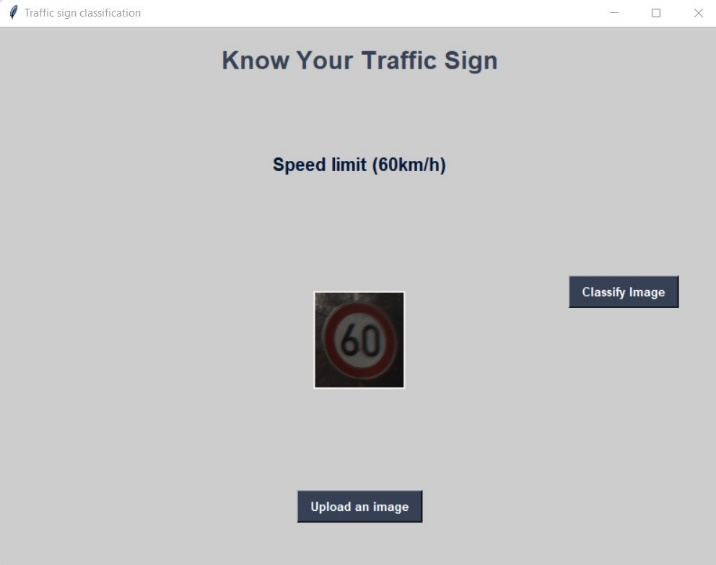 Traffic sign classification
Know Your Traffic Sign
Speed limit (60km/h)
Classify Image
60
Upload an image